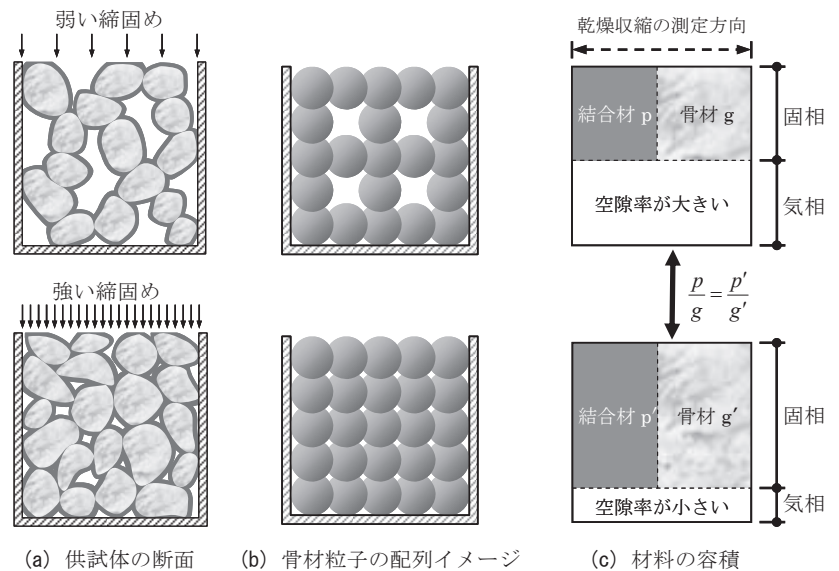 弱い締固め
乾燥収縮の測定方向
結合材 p
骨材 g
固相
空隙率が大きい
気相
p/g = p′/g′
強い締固め
結合材 p′
骨材 g′
固相
空隙率が小さい
気相
(a) 供試体の断面
(b) 骨材粒子の配列イメージ
(c) 材料の容積